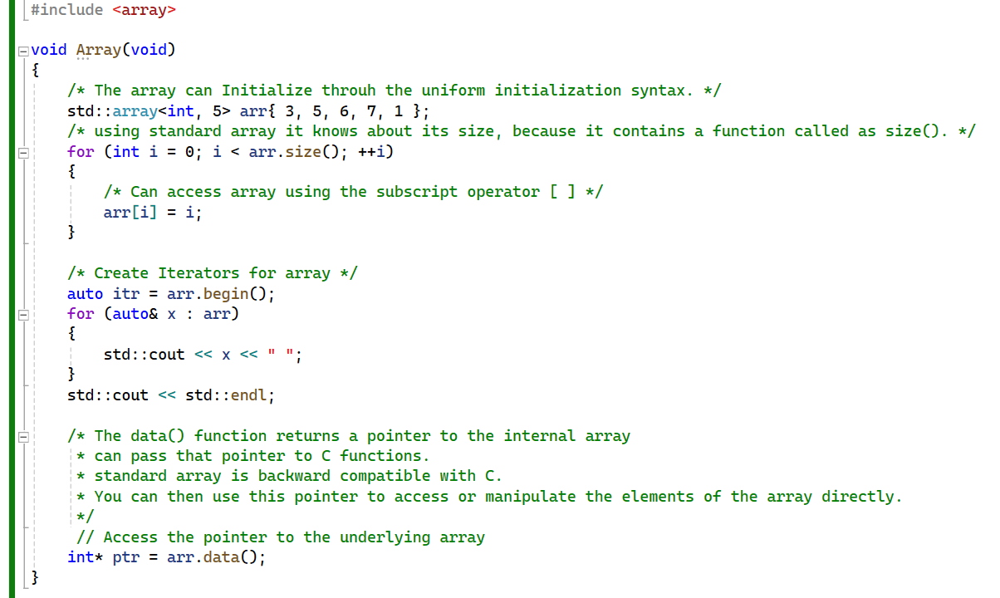 #include <array>
void Array(void)
{
/* The array can Initialize throuh the uniform initialization syntax. */
std::array<int, 5> arr{ 3, 5, 6, 7, 1 };
/* using standard array it knows about its size, because it contains a function called as size(). */
for (int i = 0; i < arr.size(); ++i)
{
/* Can access array using the subscript operator [ ] */
arr[i] = i;
}
/* Create Iterators for array */
auto itr = arr.begin();
for (auto& x : arr)
{
std::cout << x << " ";
}
std::cout << std::endl;
/* The data() function returns a pointer to the internal array
* can pass that pointer to C functions.
* standard array is backward compatible with C.
* You can then use this pointer to access or manipulate the elements of the array directly.
*/
// Access the pointer to the underlying array
int* ptr = arr.data();
}